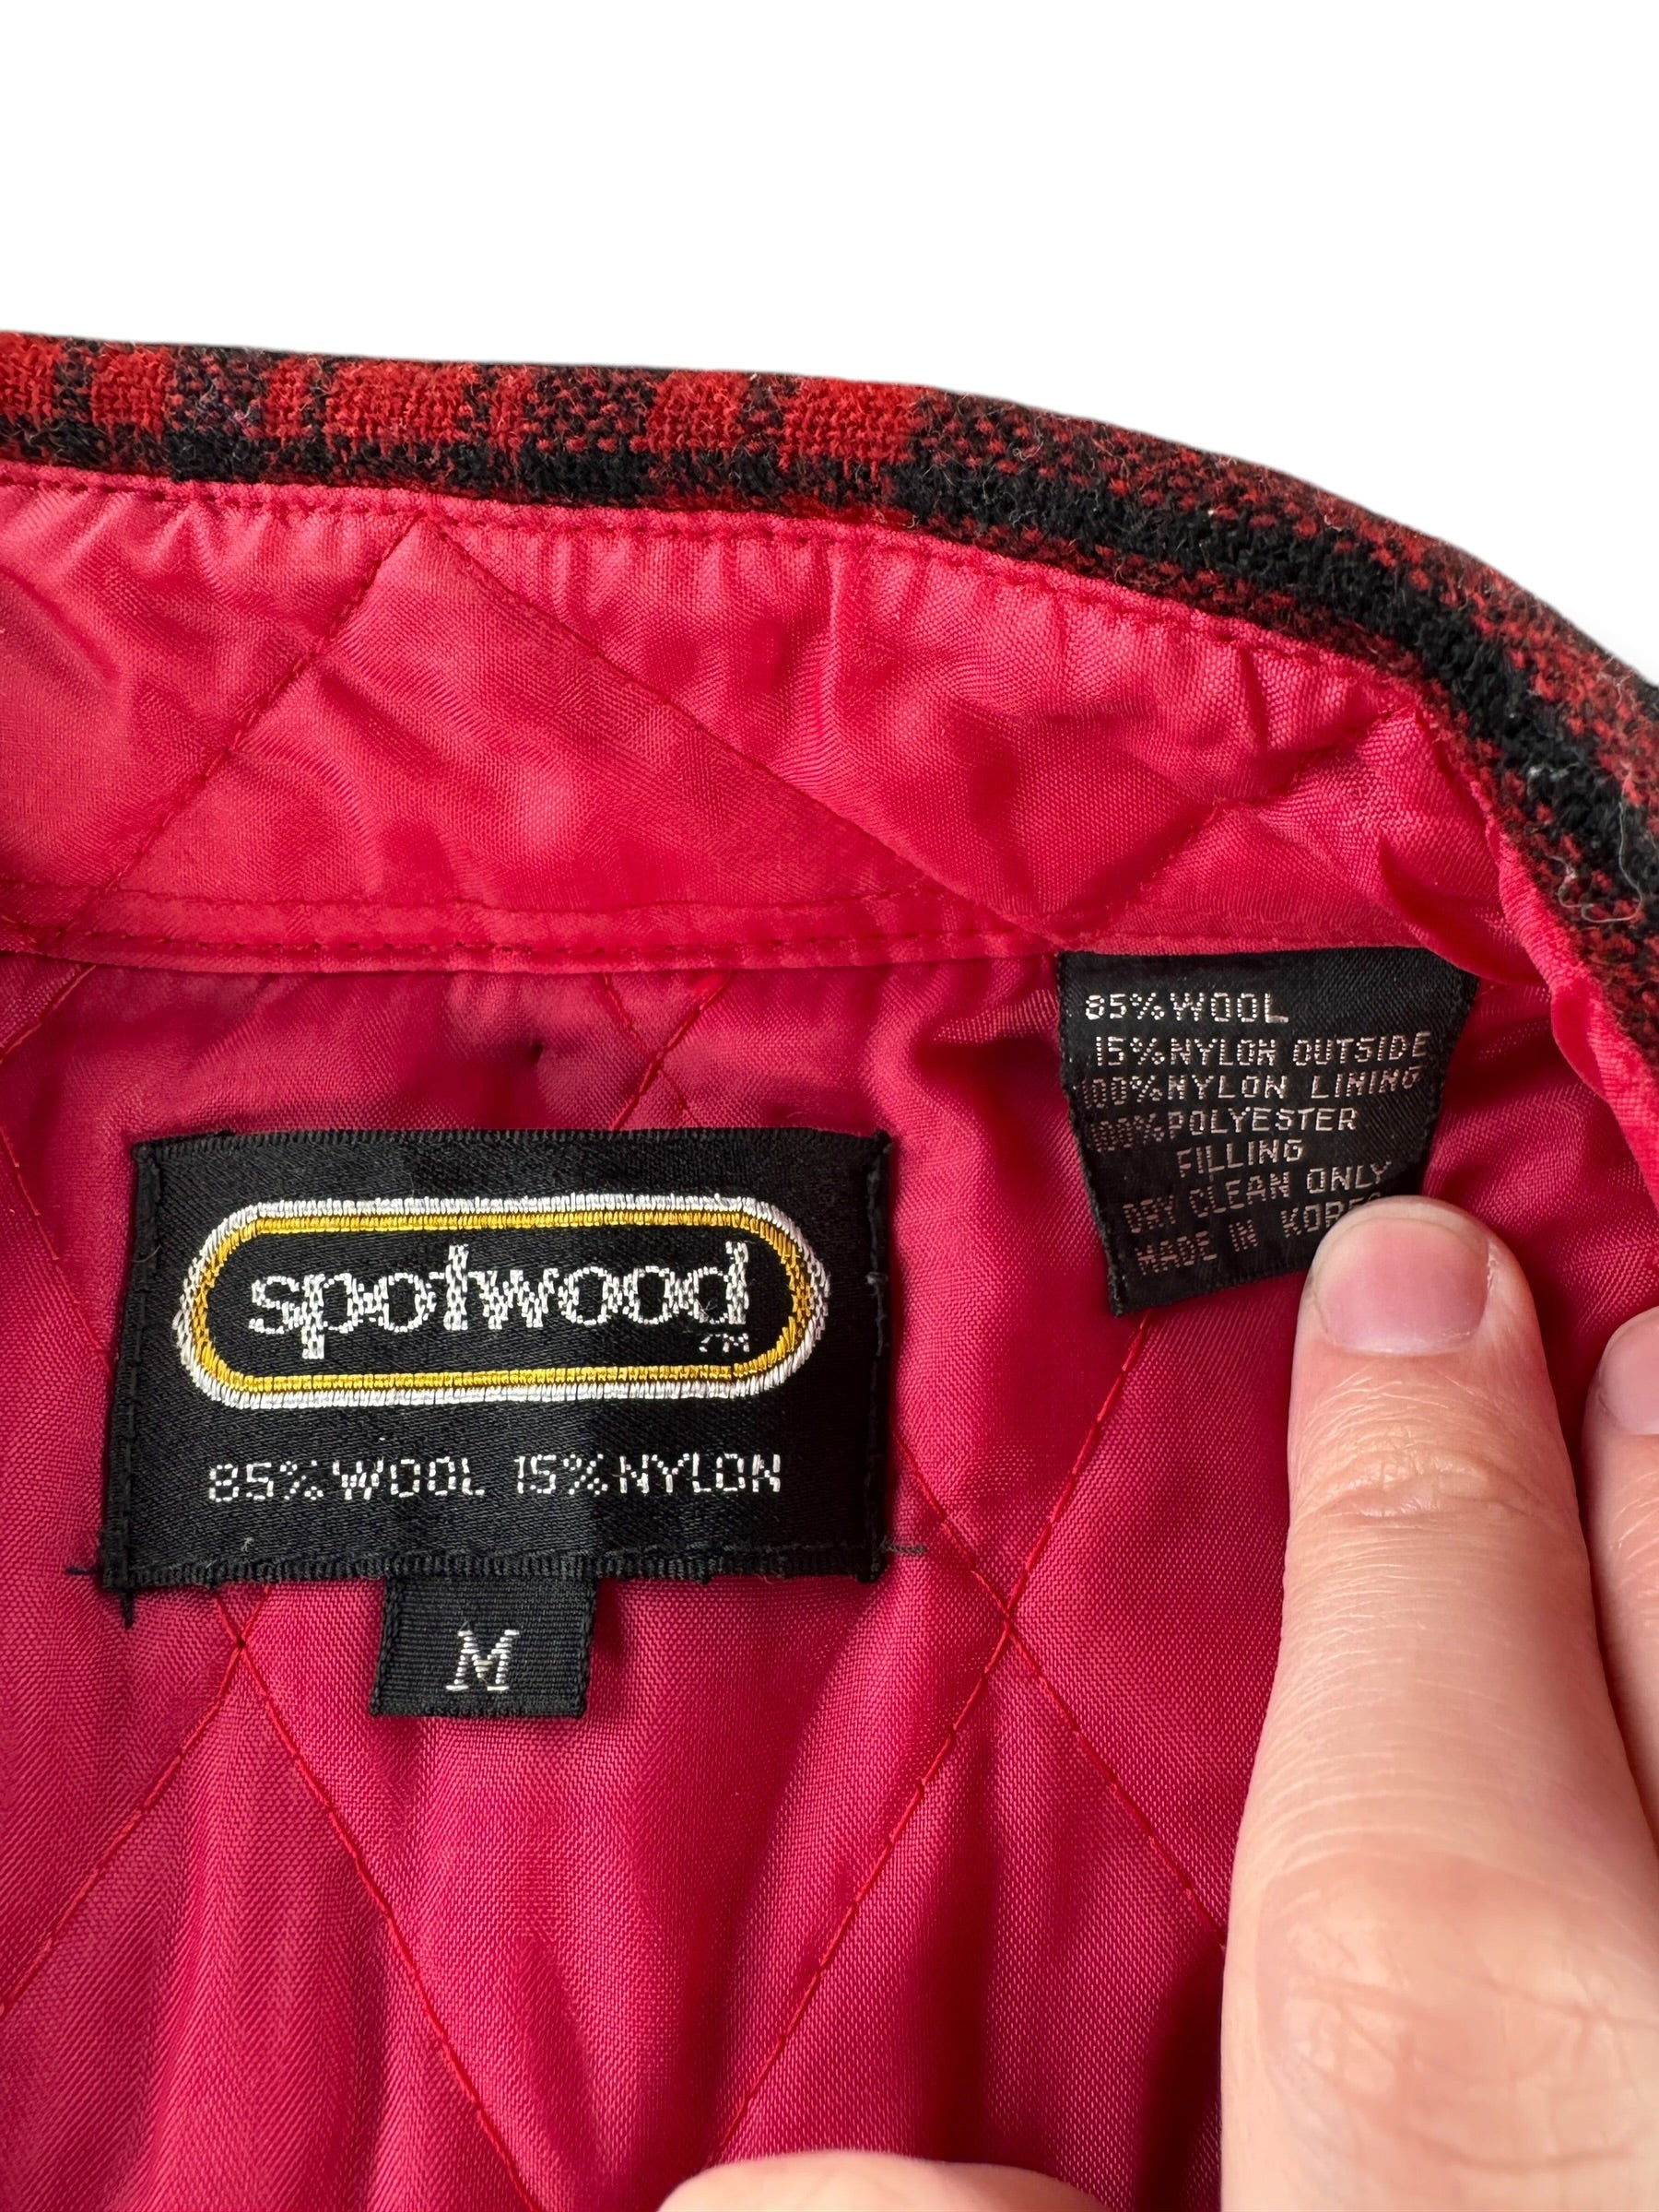 spotwood
TM
85% WOOL 15% NYLON
M
85% WOOL
15% NYLON OUTSIDE
100% NYLON LINING
100% POLYESTER
FILLING
DRY CLEAN ONLY
MADE IN KOREA